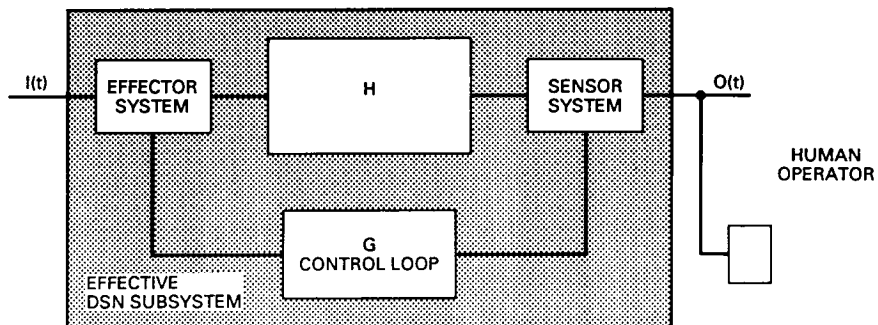 I(t)
EFFECTOR
SYSTEM
H
SENSOR
SYSTEM
O(t)
HUMAN
OPERATOR
G
CONTROL LOOP
EFFECTIVE
DSN SUBSYSTEM